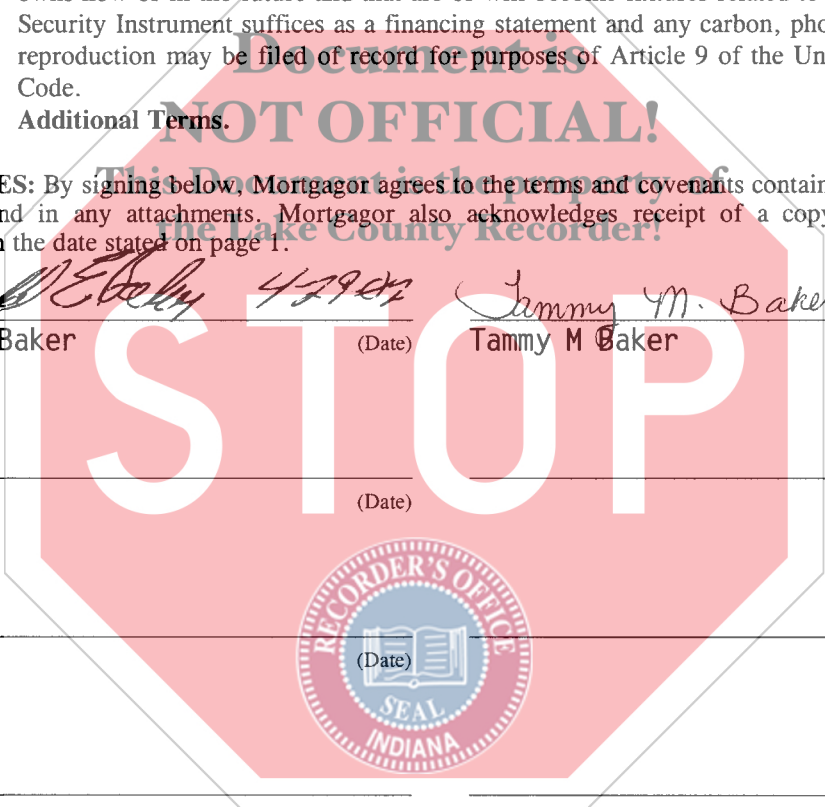 Security Instrument suffices as a financing statement and any carbon, pho
reproduction may be filed of record for purposes of Article 9 of the Un
Code.
Document is
Additional Terms.
NOT OFFICIAL!
This Document is the property of
ES: By signing below, Mortgagor agrees to the terms and covenants contain
nd in any attachments. Mortgagor also acknowledges receipt of a copy
the Lake County Recorder!
the date stated on page 1.
Tammy M. Baker
Baker (Date) Tammy M Baker
STOP
(Date)
RECORDER'S OFFICE
(Date)
SEAL
INDIANA